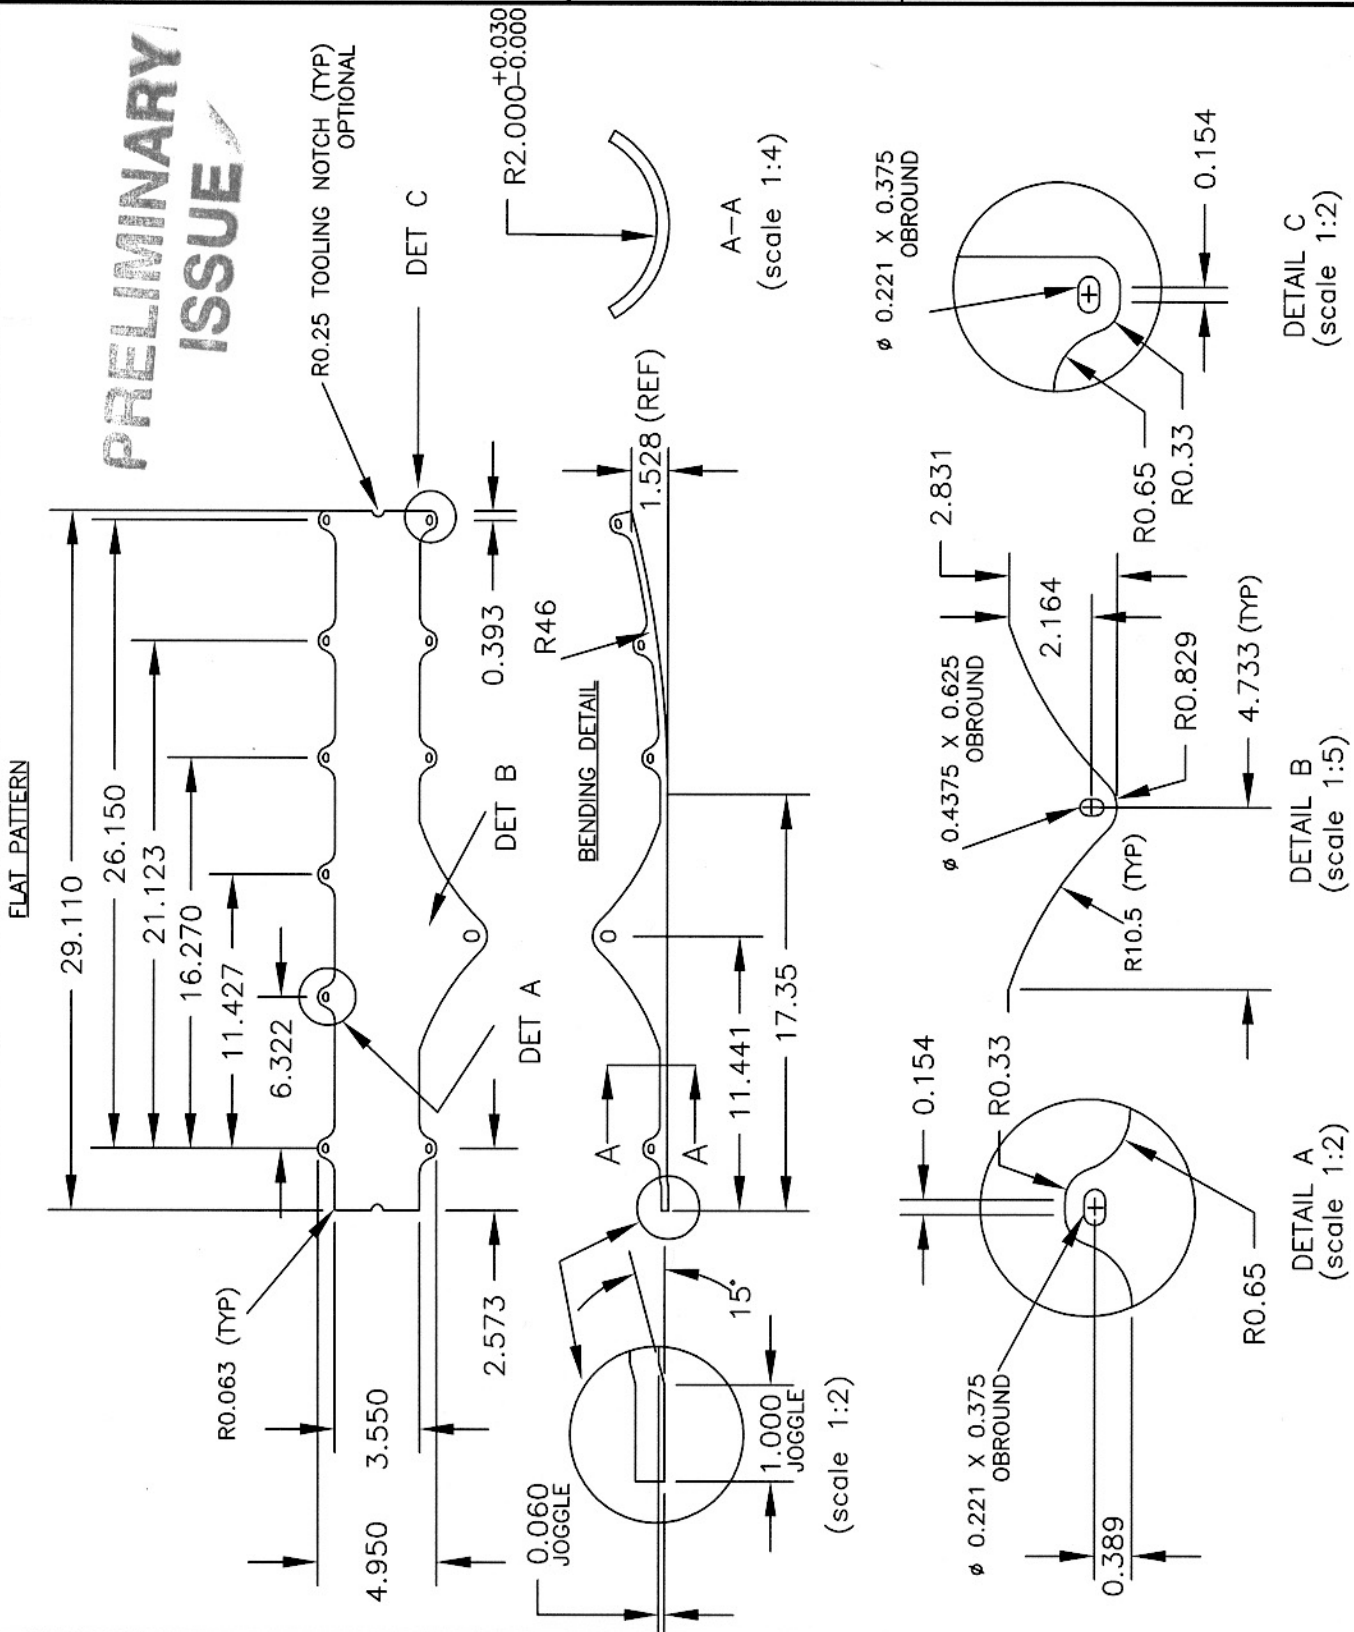 PRELIMINARY
ISSUE
FLAT PATTERN
29.110
26.150
21.123
16.270
11.427
6.322
R0.25 TOOLING NOTCH (TYP)
OPTIONAL
DET C
R0.063 (TYP)
4.950
3.550
2.573
DET A
DET B
0.393
R2.000 +0.030
-0.000
A-A
(scale 1:4)
BENDING DETAIL
R46
1.528 (REF)
A
A
11.441
17.35
0.060
JOGGLE
15°
1.000
JOGGLE
(scale 1:2)
ø 0.221 X 0.375
OBROUND
0.154
R0.33
0.389
R0.65
DETAIL A
(scale 1:2)
ø 0.4375 X 0.625
OBROUND
2.831
2.164
R0.829
R10.5 (TYP)
4.733 (TYP)
DETAIL B
(scale 1:5)
ø 0.221 X 0.375
OBROUND
0.154
R0.65
R0.33
DETAIL C
(scale 1:2)